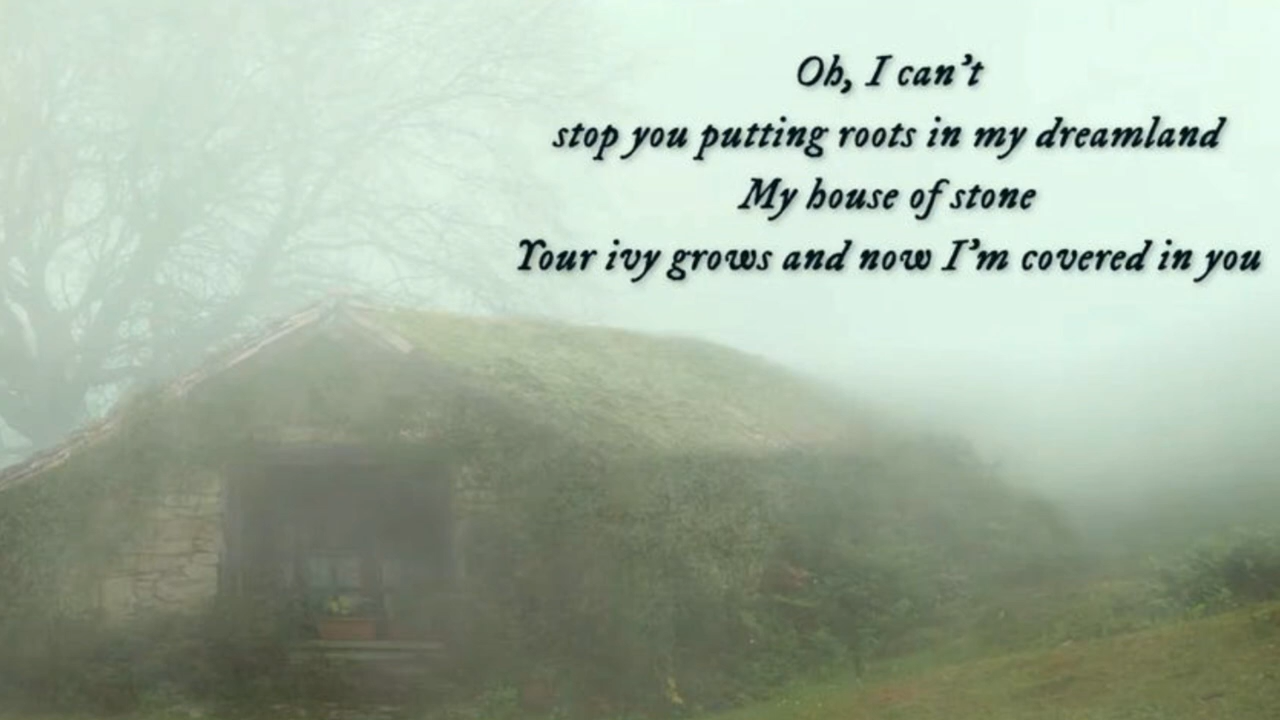 Oh, I can't
stop you putting roots in my dreamland
My house of stone
Your ivy grows and now I'm covered in you